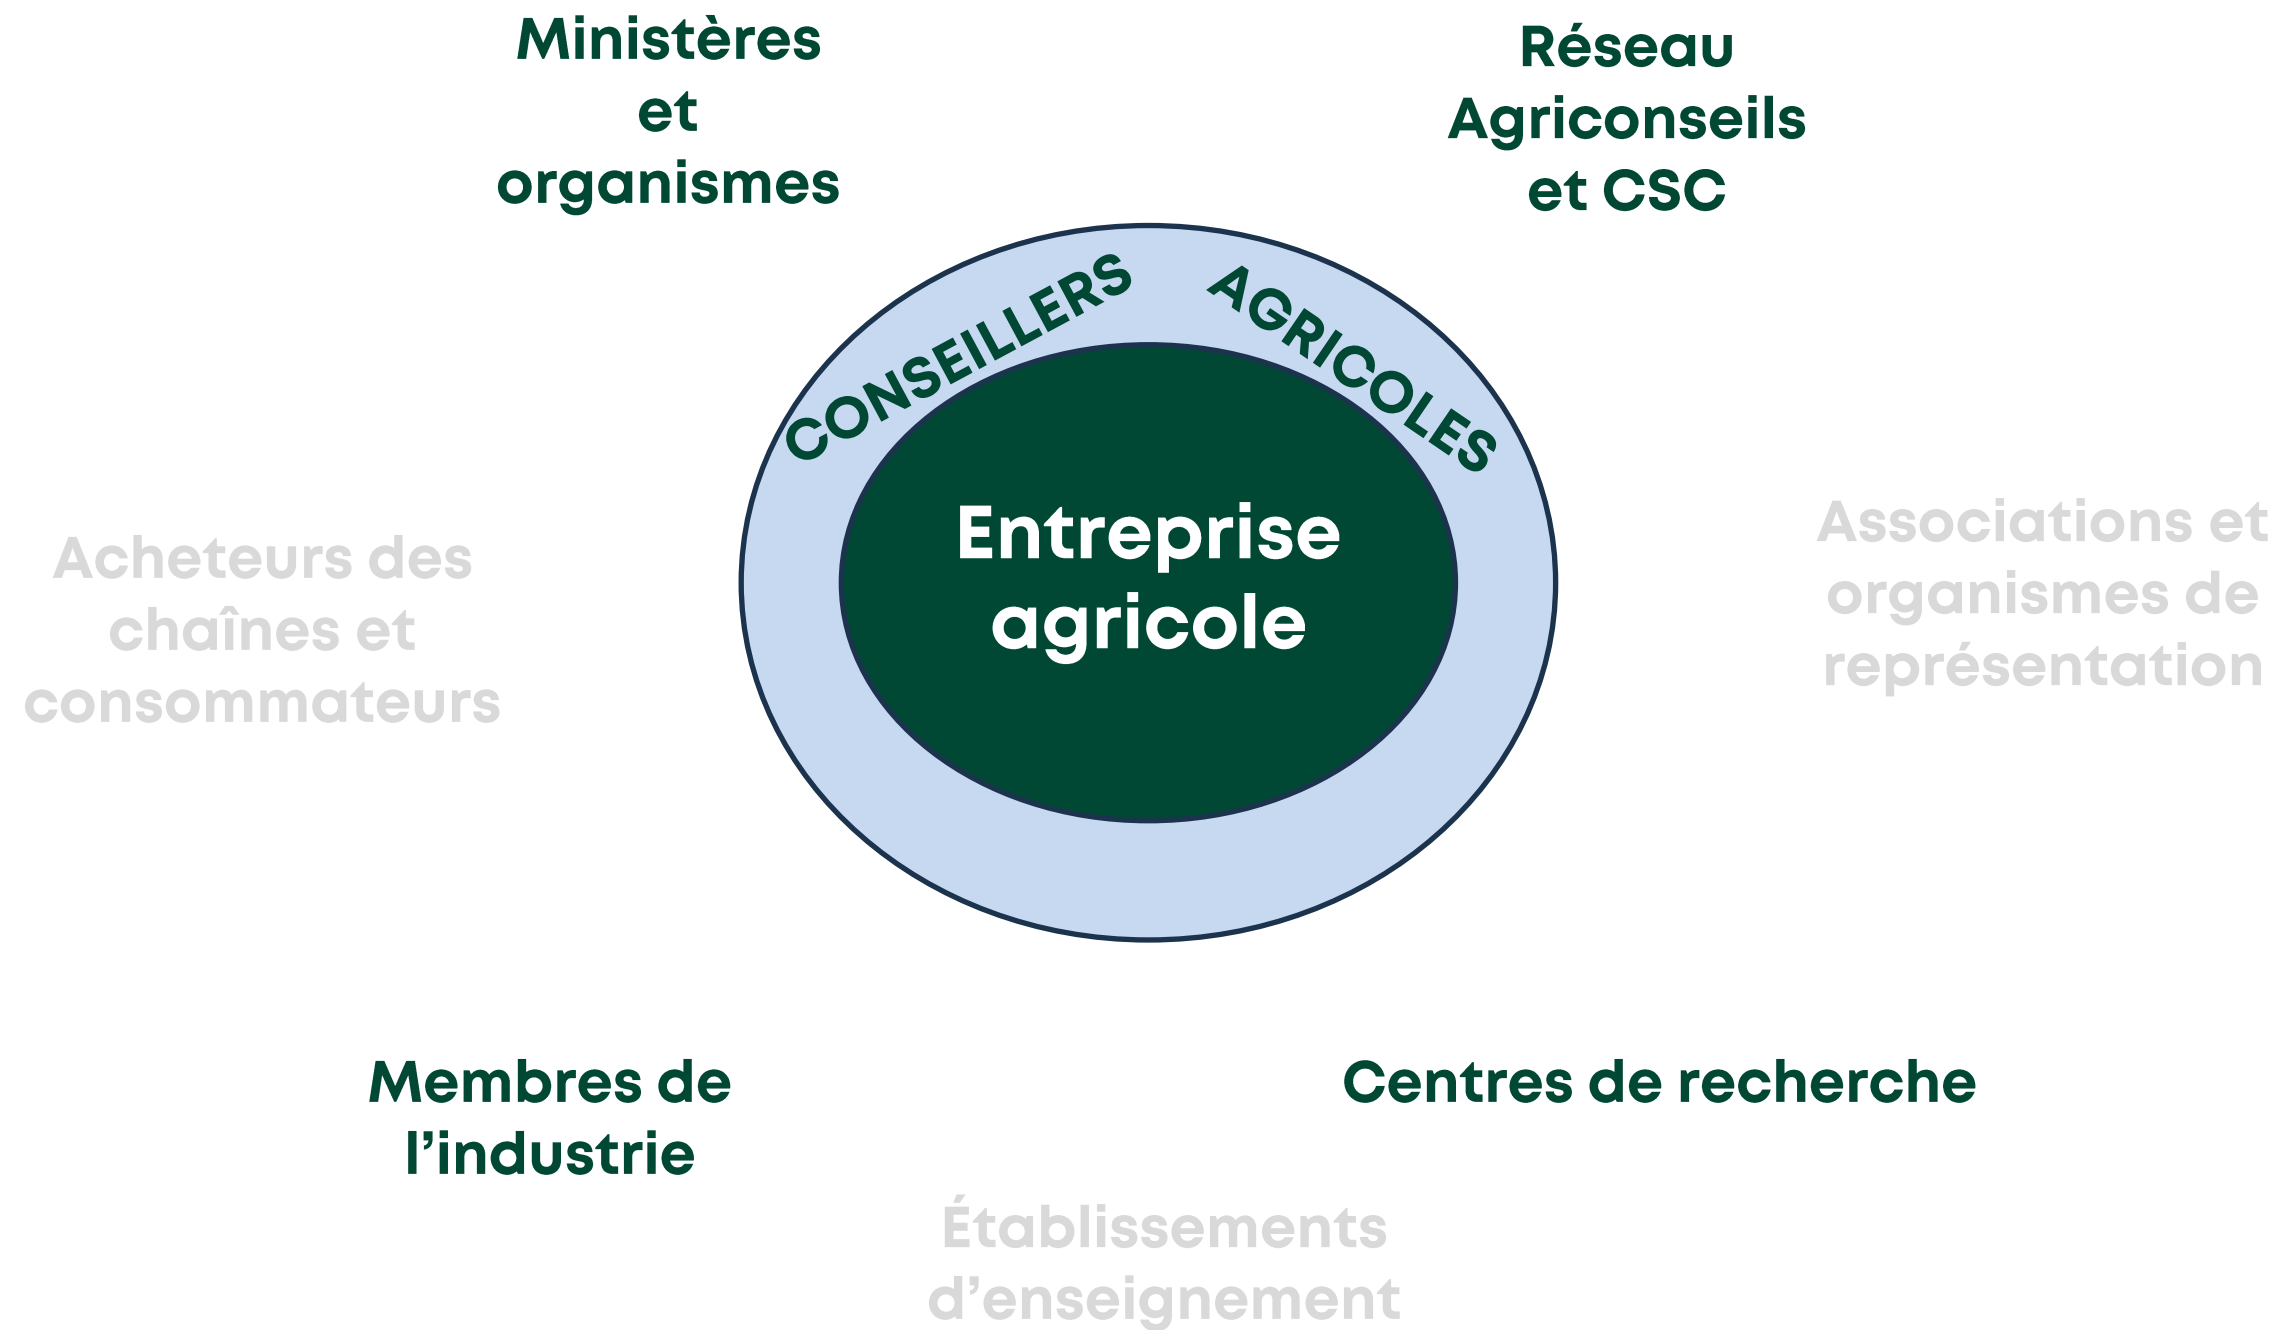 Ministères
et
organismes
Réseau
Agriconseils
et CSC
CONSEILLERS AGRICOLES
Entreprise
agricole
Acheteurs des
chaînes et
consommateurs
Associations et
organismes de
représentation
Membres de
l’industrie
Centres de recherche
Établissements
d’enseignement